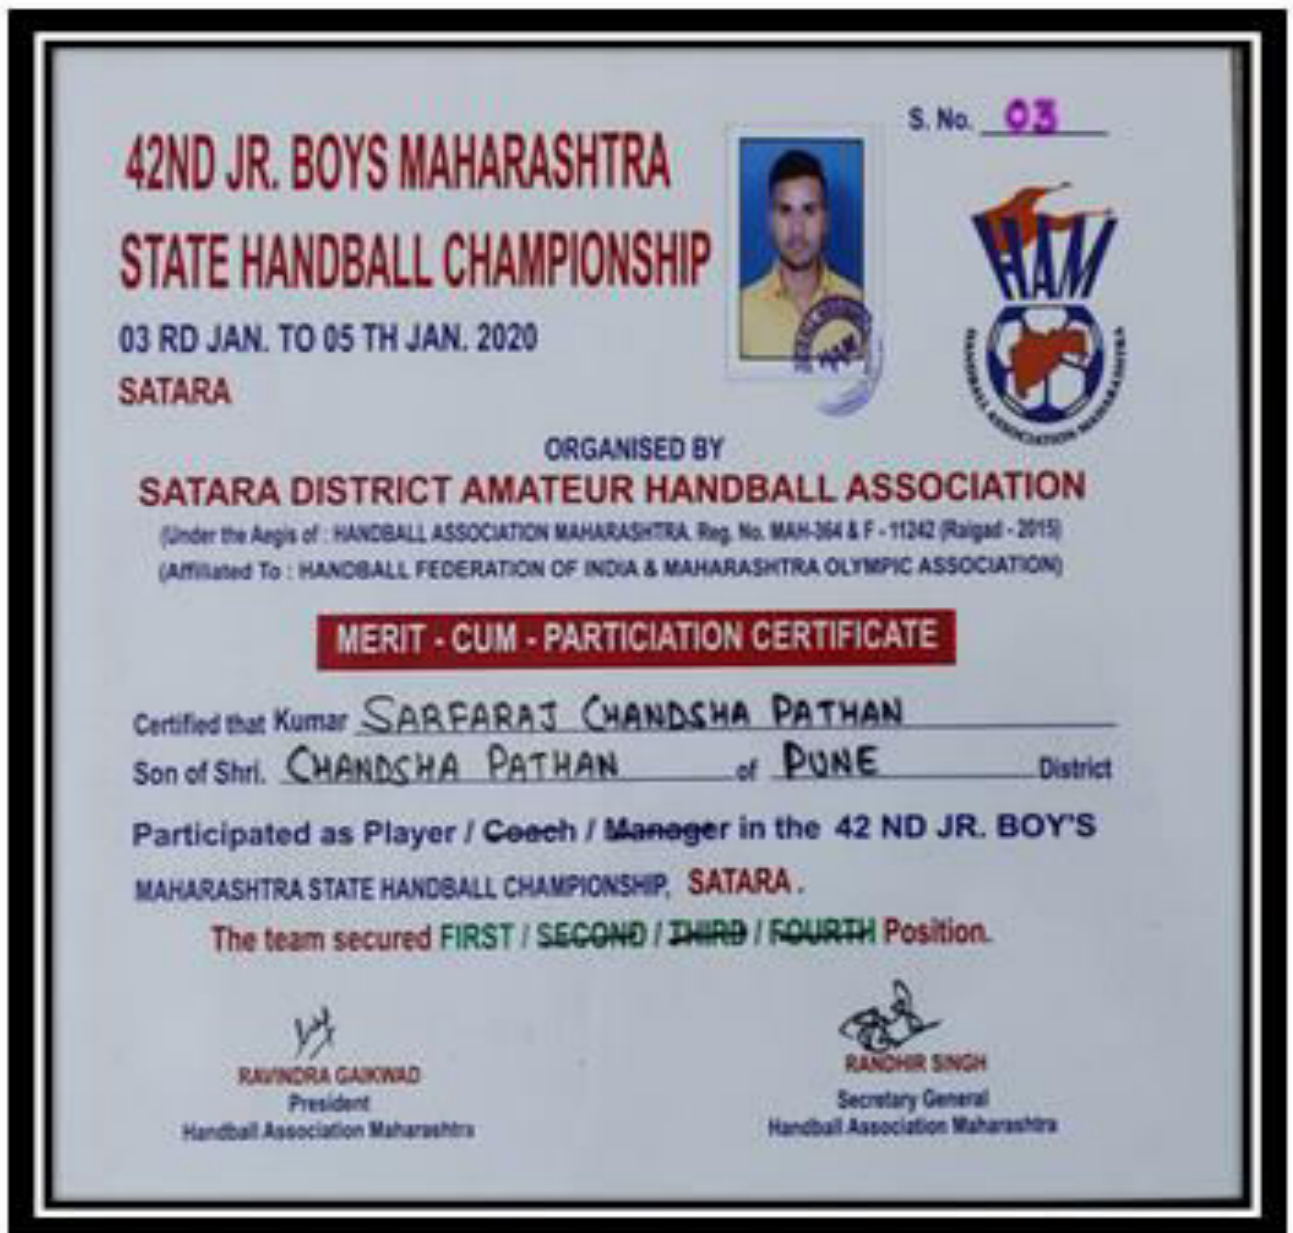 S. No. 03
42ND JR. BOYS MAHARASHTRA
STATE HANDBALL CHAMPIONSHIP
03 RD JAN. TO 05 TH JAN. 2020
SATARA
HAM
HANDBALL ASSOCIATION MAHARASHTRA
HAM
ORGANISED BY
SATARA DISTRICT AMATEUR HANDBALL ASSOCIATION
(Under the Aegis of : HANDBALL ASSOCIATION MAHARASHTRA. Reg. No. MAH-364 & F - 11242 (Raigad - 2015)
(Affiliated To : HANDBALL FEDERATION OF INDIA & MAHARASHTRA OLYMPIC ASSOCIATION)
MERIT - CUM - PARTICIATION CERTIFICATE
Certified that Kumar SARFARAJ CHANDSHA PATHAN
Son of Shri. CHANDSHA PATHAN of PUNE District
Participated as Player / Coach / Manager in the 42 ND JR. BOY'S
MAHARASHTRA STATE HANDBALL CHAMPIONSHIP, SATARA.
The team secured FIRST / SECOND / THIRD / FOURTH Position.
RAVINDRA GAIKWAD
President
Handball Association Maharashtra
RANDHIR SINGH
Secretary General
Handball Association Maharashtra